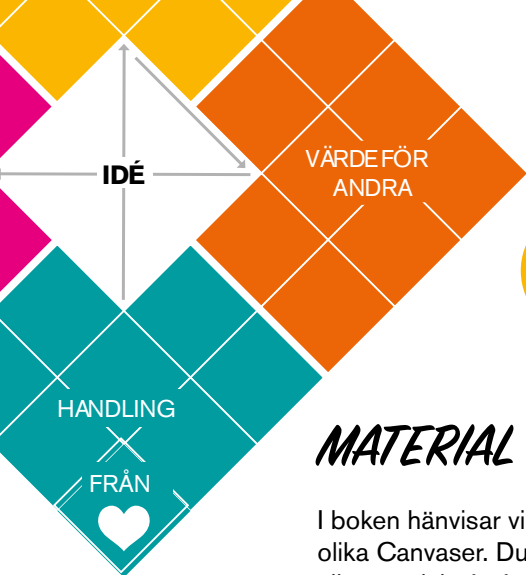 IDÉ
VÄRDE FÖR
ANDRA
HANDLING
FRÅN
MATERIAL
I boken hänvisar vi
olika Canvaser. Du